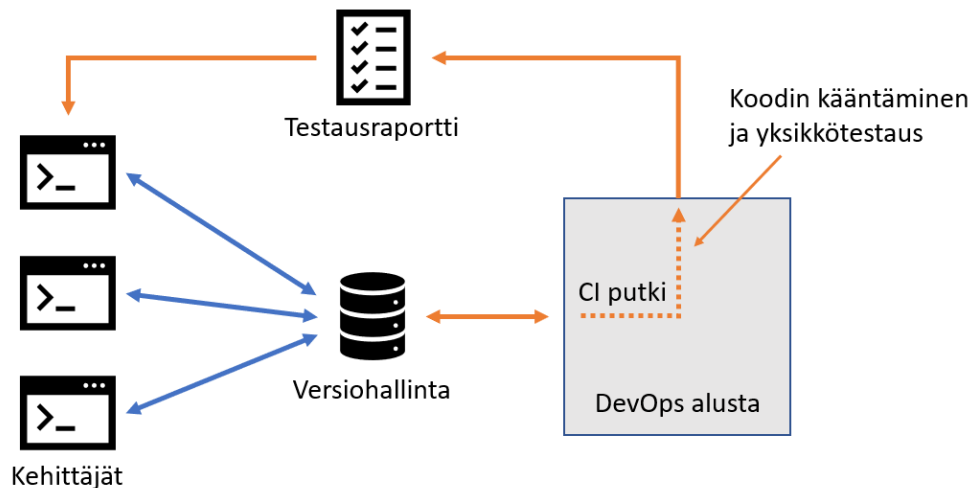 Testausraportti
Koodin kääntäminen
ja yksikkötestaus
CI putki
Versiohallinta
DevOps alusta
Kehittäjät